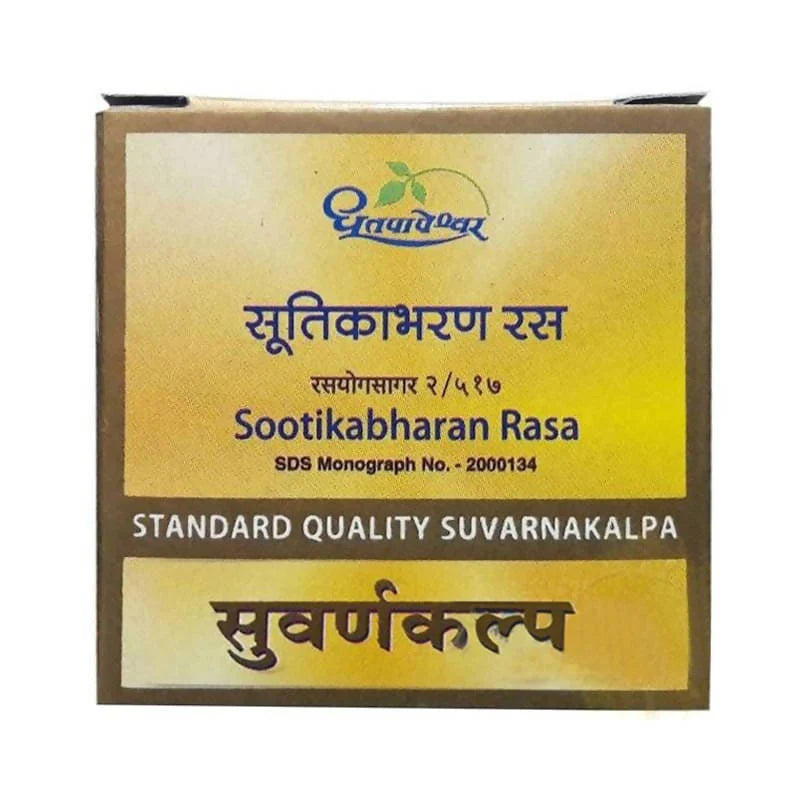 धूतपापेश्वर
सूतिकाभरण रस
रसयोगसागर २/५१७
Sootikabharan Rasa
SDS Monograph No. - 2000134
STANDARD QUALITY SUVARNAKALPA
सुवर्णकल्प